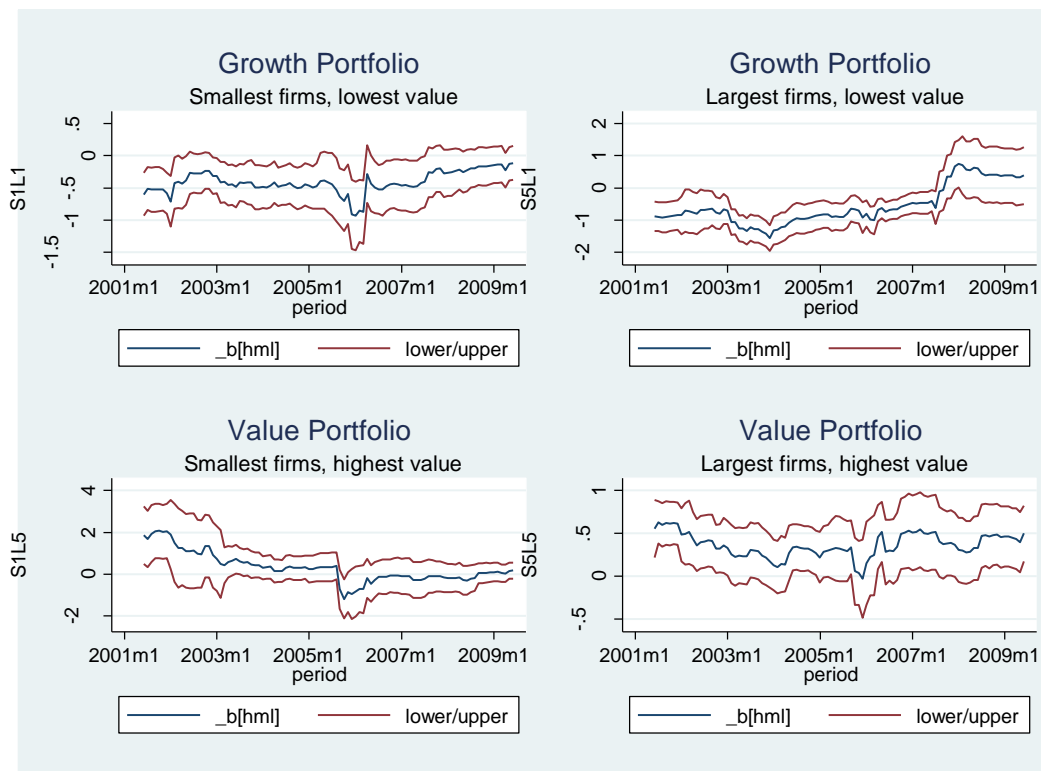 Growth Portfolio
Smallest firms, lowest value
S1L1
.5
0
-.5
-1
-1.5
2001m1 2003m1 2005m1 2007m1 2009m1
period
_b[hml] lower/upper
Growth Portfolio
Largest firms, lowest value
S5L1
2
1
0
-1
-2
2001m1 2003m1 2005m1 2007m1 2009m1
period
_b[hml] lower/upper
Value Portfolio
Smallest firms, highest value
S1L5
4
2
0
-2
2001m1 2003m1 2005m1 2007m1 2009m1
period
_b[hml] lower/upper
Value Portfolio
Largest firms, highest value
S5L5
1
.5
0
-.5
2001m1 2003m1 2005m1 2007m1 2009m1
period
_b[hml] lower/upper